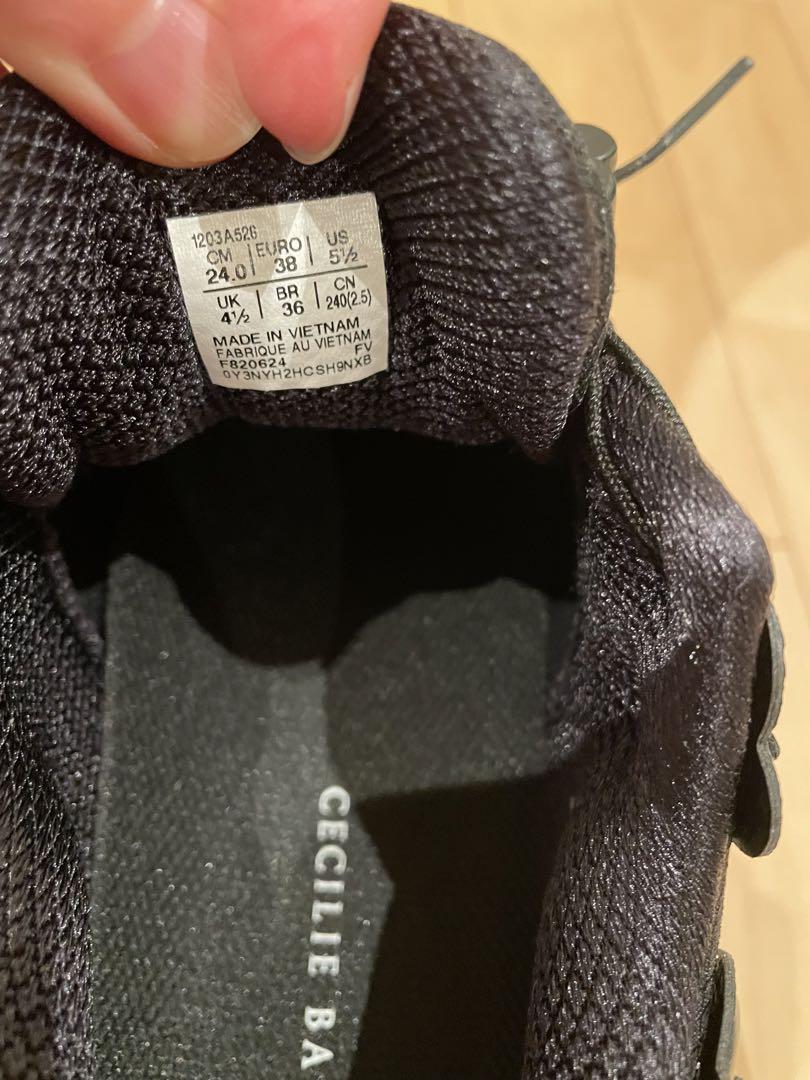 1203A526
CM EURO US
24.0 38 5½
UK BR CN
4½ 36 240(2.5)
MADE IN VIETNAM
FABRIQUE AU VIETNAM
F820624 FV
0Y3NYH2HCSH9NXB
CECILIE BA